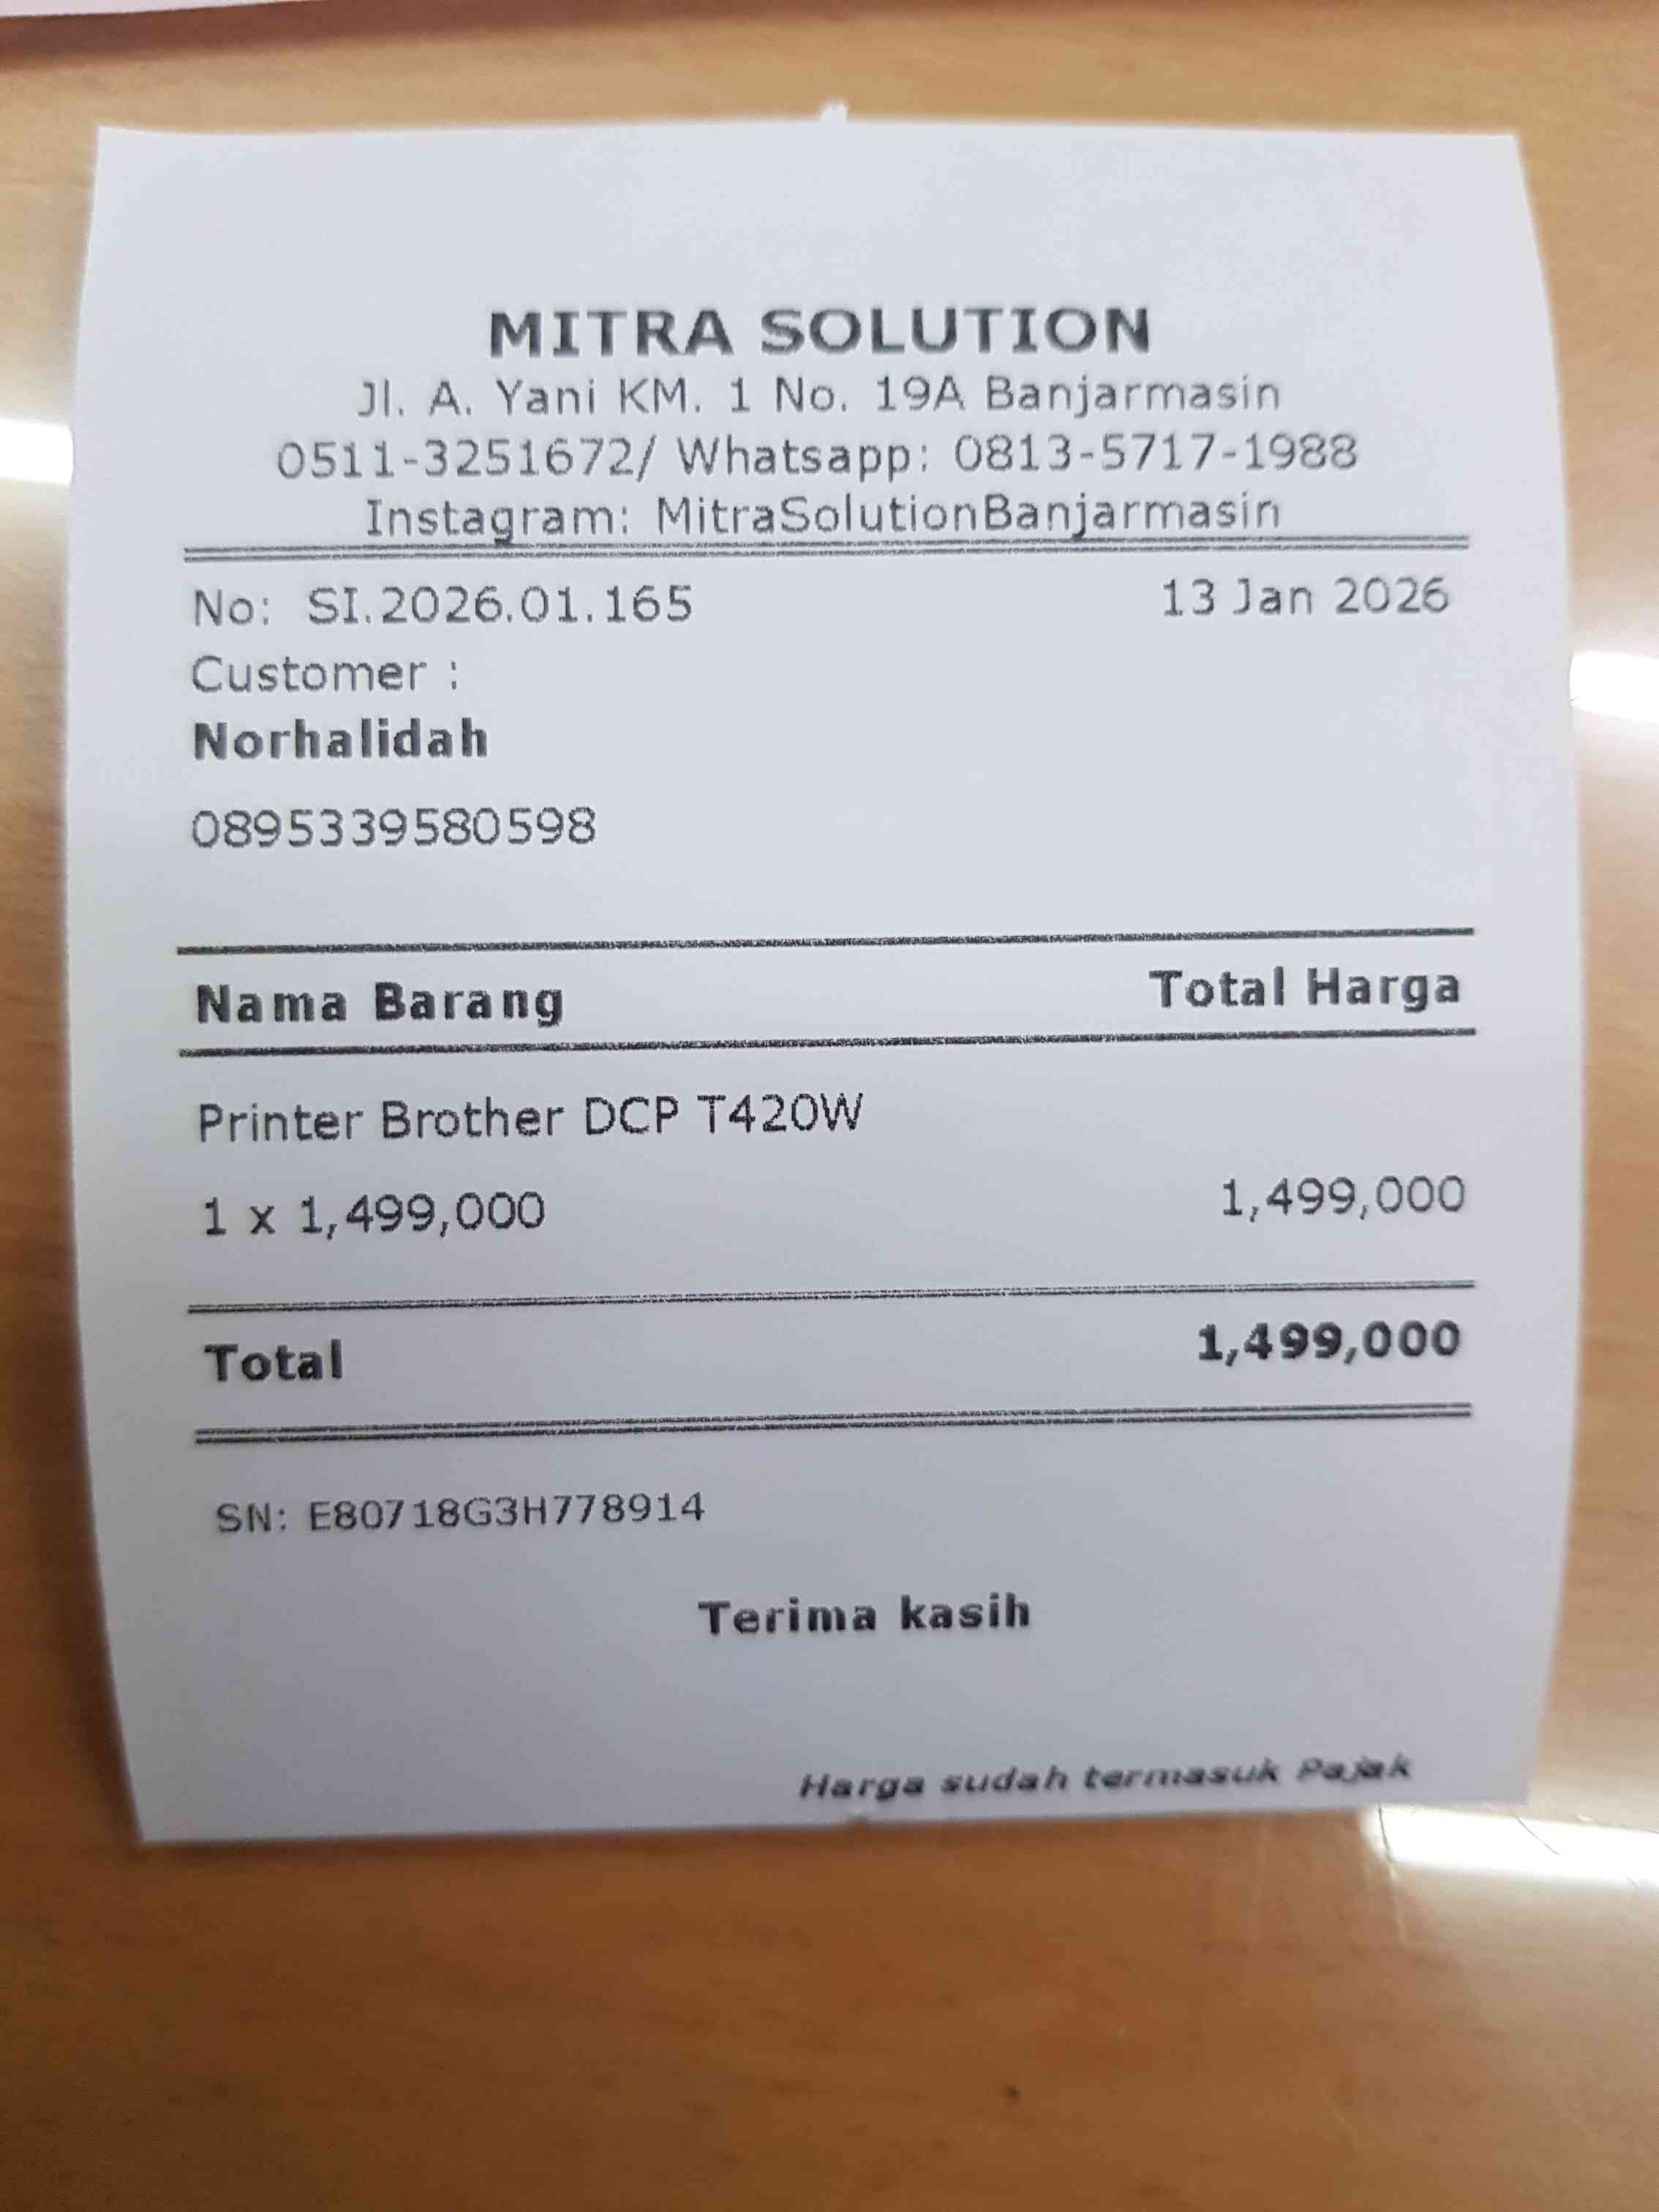 MITRA SOLUTION
Jl. A. Yani KM. 1 No. 19A Banjarmasin
0511-3251672/ Whatsapp: 0813-5717-1988
Instagram: MitraSolutionBanjarmasin
No: SI.2026.01.165 13 Jan 2026
Customer :
Norhalidah
0895339580598
Nama Barang Total Harga
Printer Brother DCP T420W
1 x 1,499,000 1,499,000
Total 1,499,000
SN: E80718G3H778914
Terima kasih
Harga sudah termasuk Pajak